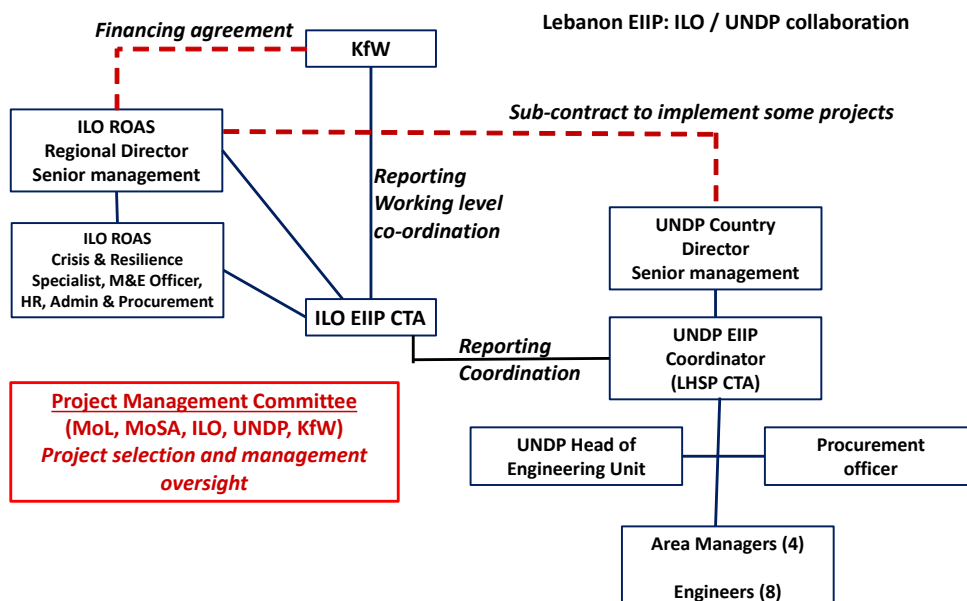 Lebanon EIIP: ILO / UNDP collaboration
Financing agreement
KfW
ILO ROAS
Regional Director
Senior management
Sub-contract to implement some projects
Reporting
Working level
co-ordination
ILO ROAS
Crisis & Resilience
Specialist, M&E Officer,
HR, Admin & Procurement
UNDP Country
Director
Senior management
ILO EIIP CTA
Reporting
Coordination
UNDP EIIP
Coordinator
(LHSP CTA)
Project Management Committee
(MoL, MoSA, ILO, UNDP, KfW)
Project selection and management
oversight
UNDP Head of
Engineering Unit
Procurement
officer
Area Managers (4)
Engineers (8)